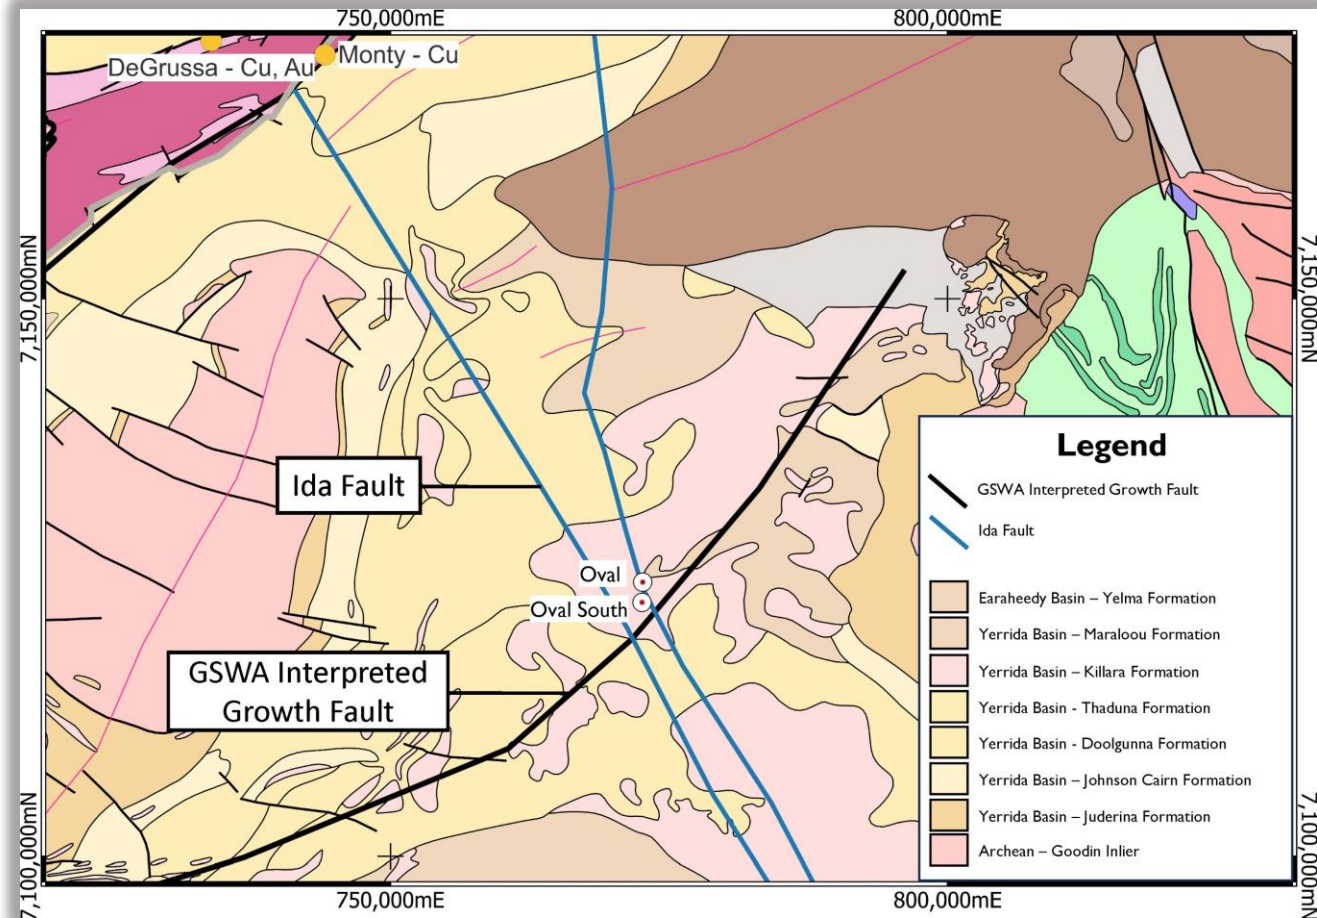 750,000mE
800,000mE
DeGrussa - Cu, Au
Monty - Cu
7,150,000mN
7,150,000mN
Ida Fault
Oval
Oval South
GSWA Interpreted
Growth Fault
Legend
GSWA Interpreted Growth Fault
Ida Fault
Earaheedy Basin – Yelma Formation
Yerrida Basin – Maraloou Formation
Yerrida Basin – Killara Formation
Yerrida Basin - Thaduna Formation
Yerrida Basin - Doolgunna Formation
Yerrida Basin – Johnson Cairn Formation
Yerrida Basin – Juderina Formation
Archean – Goodin Inlier
7,100,000mN
7,100,000mN
750,000mE
800,000mE